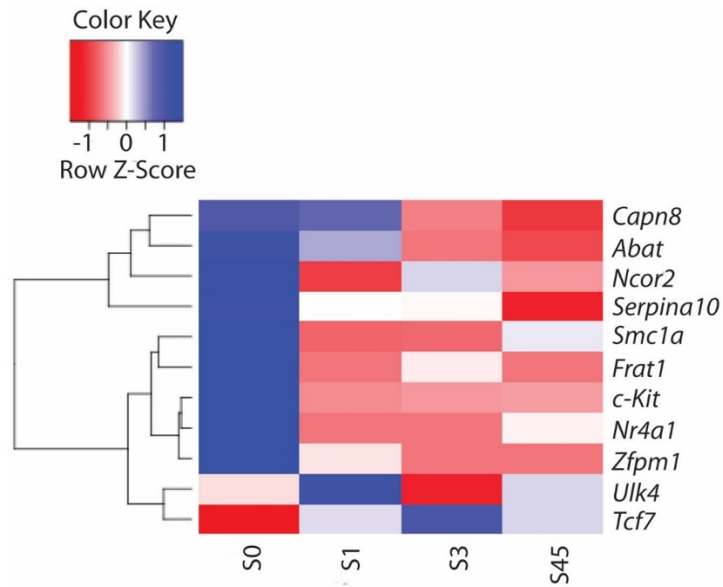 Color Key
-1 0 1
Row Z-Score
Capn8
Abat
Ncor2
Serpina10
Smc1a
Frat1
c-Kit
Nr4a1
Zfpm1
Ulk4
Tcf7
S0 S1 S3 S45